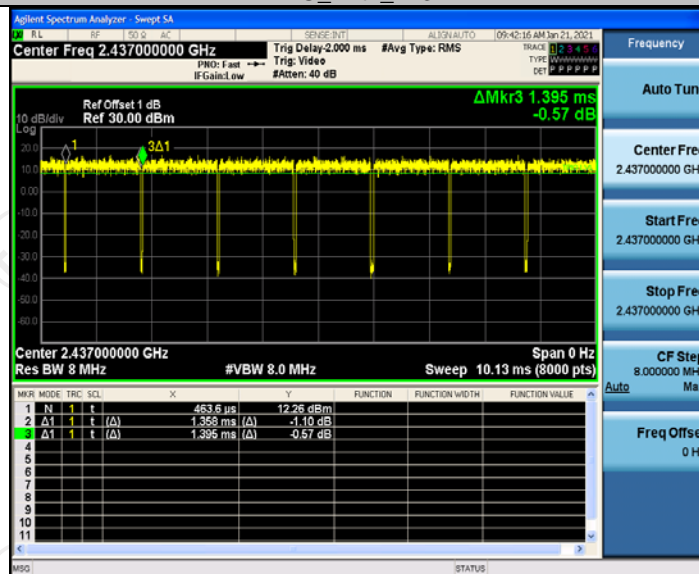 Agilent Spectrum Analyzer - Swept SA
RL RF 50 Ω AC SENSE:INT ALIGNAUTO 09:42:16 AM Jan 21, 2021
Center Freq 2.437000000 GHz
PNO: Fast
IFGain:Low
Trig Delay-2.000 ms
Trig: Video
#Atten: 40 dB
#Avg Type: RMS
TRACE 1 2 3 4 5 6
TYPE WWWWWW
DET P P P P P P
Ref Offset 1 dB
Ref 30.00 dBm
10 dB/div
Log
ΔMkr3 1.395 ms
-0.57 dB
1
3Δ1
20.0
10.0
0.00
-10.0
-20.0
-30.0
-40.0
-50.0
-60.0
Center 2.437000000 GHz Span 0 Hz
Res BW 8 MHz #VBW 8.0 MHz Sweep 10.13 ms (8000 pts)
MKR MODE TRC SCL X Y FUNCTION FUNCTION WIDTH FUNCTION VALUE
1 N 1 t 463.6 µs 12.26 dBm
2 Δ1 1 t (Δ) 1.358 ms (Δ) -1.10 dB
3 Δ1 1 t (Δ) 1.395 ms (Δ) -0.57 dB
4
5
6
7
8
9
10
11
MSG STATUS
Frequency
Auto Tun
Center Fre
2.437000000 GH
Start Fre
2.437000000 GH
Stop Fre
2.437000000 GH
CF Step
8.000000 MH
Auto Ma
Freq Offse
0 H